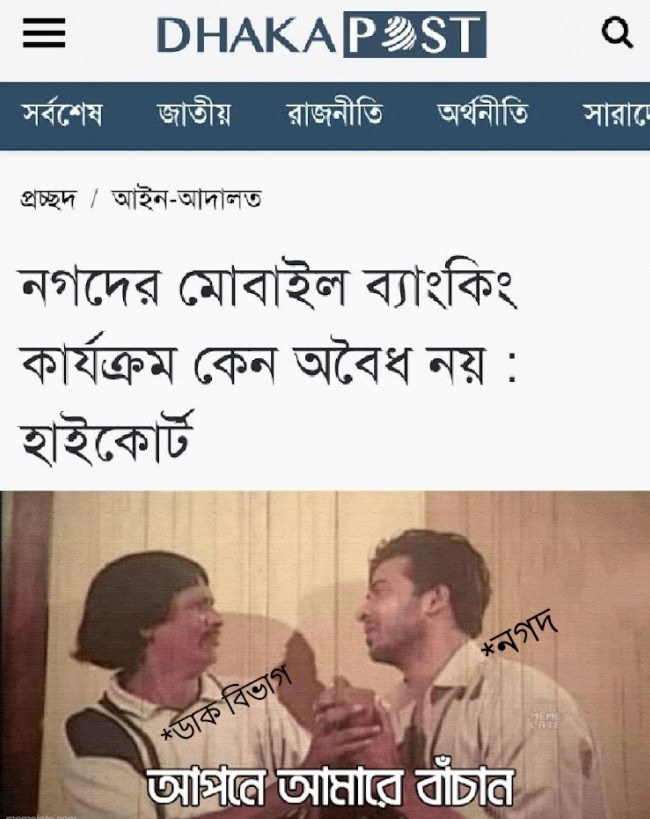 DHAKA POST
সর্বশেষ জাতীয় রাজনীতি অর্থনীতি সারাদে
প্রচ্ছদ / আইন-আদালত
নগদের মোবাইল ব্যাংকিং
কার্যক্রম কেন অবৈধ নয় :
হাইকোর্ট
*নগদ
*ডাক বিভাগ
MEME
LATE
আপনে আমারে বাঁচান